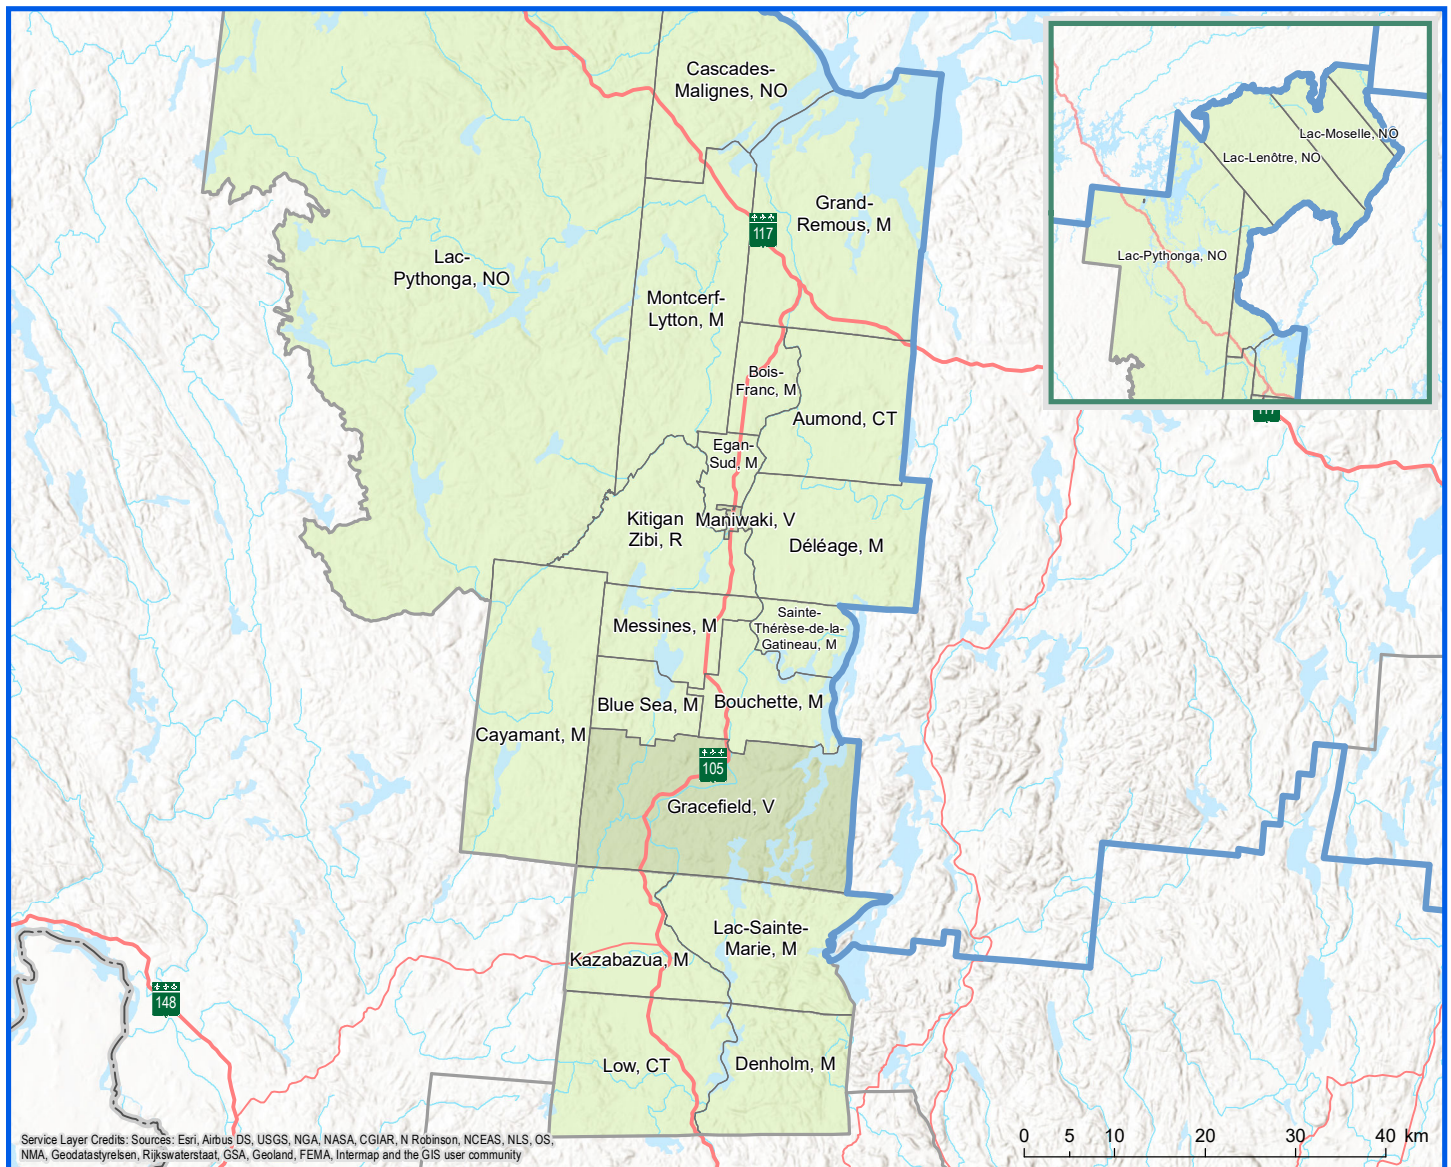 Cascades-
Malignes, NO
Lac-Moselle, NO
Lac-Lenôtre, NO
Lac-Pythonga, NO
Grand-
Remous, M
117
Lac-
Pythonga, NO
Montcerf-
Lytton, M
Bois-
Franc, M
117
Aumond, CT
Egan-
Sud, M
Kitigan
Zibi, R
Maniwaki, V
Déléage, M
Sainte-
Thérèse-de-la-
Gatineau, M
Messines, M
Blue Sea, M
Bouchette, M
Cayamant, M
105
Gracefield, V
Lac-Sainte-
Marie, M
Kazabazua, M
148
Low, CT
Denholm, M
0 5 10 20 30 40 km
Service Layer Credits: Sources: Esri, Airbus DS, USGS, NGA, NASA, CGIAR, N Robinson, NCEAS, NLS, OS,
NMA, Geodatastyrelsen, Rijkswaterstaat, GSA, Geoland, FEMA, Intermap and the GIS user community